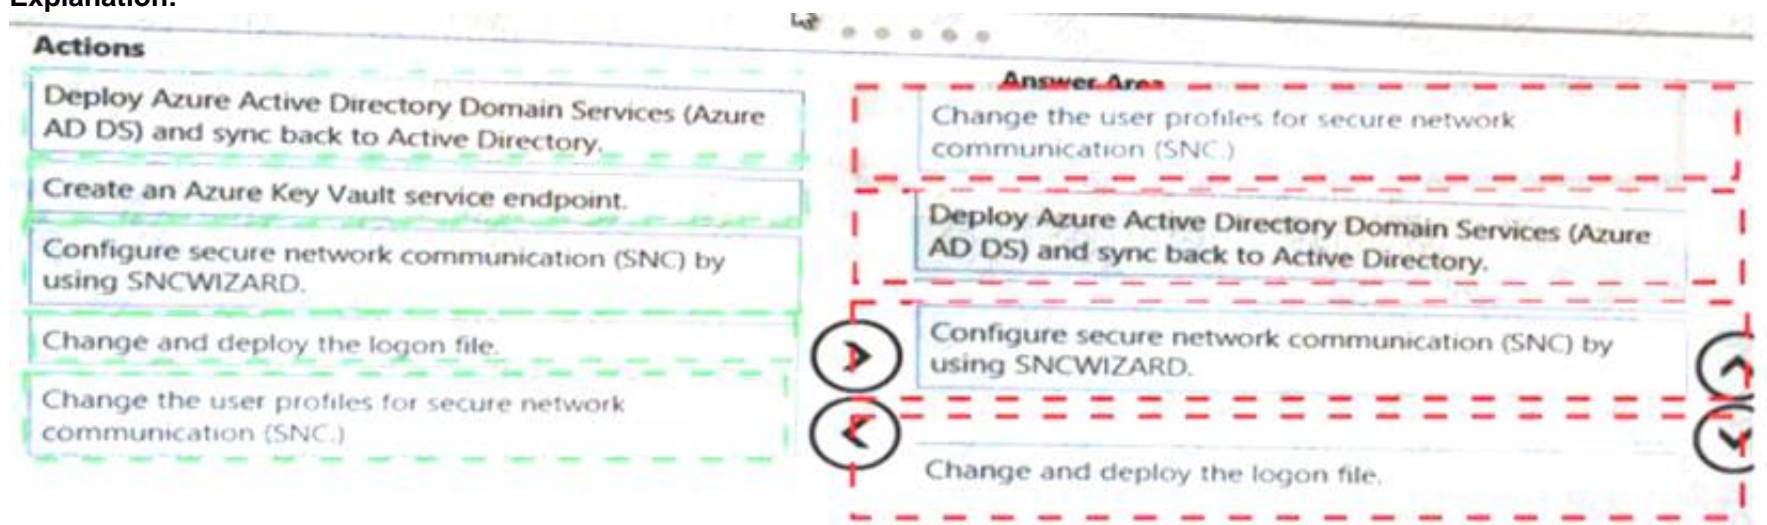 Explanation:
Actions
Deploy Azure Active Directory Domain Services (Azure
AD DS) and sync back to Active Directory.
Create an Azure Key Vault service endpoint.
Configure secure network communication (SNC) by
using SNCWIZARD.
Change and deploy the logon file.
Change the user profiles for secure network
communication (SNC.)
Answer Area
Change the user profiles for secure network
communication (SNC.)
Deploy Azure Active Directory Domain Services (Azure
AD DS) and sync back to Active Directory.
Configure secure network communication (SNC) by
using SNCWIZARD.
Change and deploy the logon file.